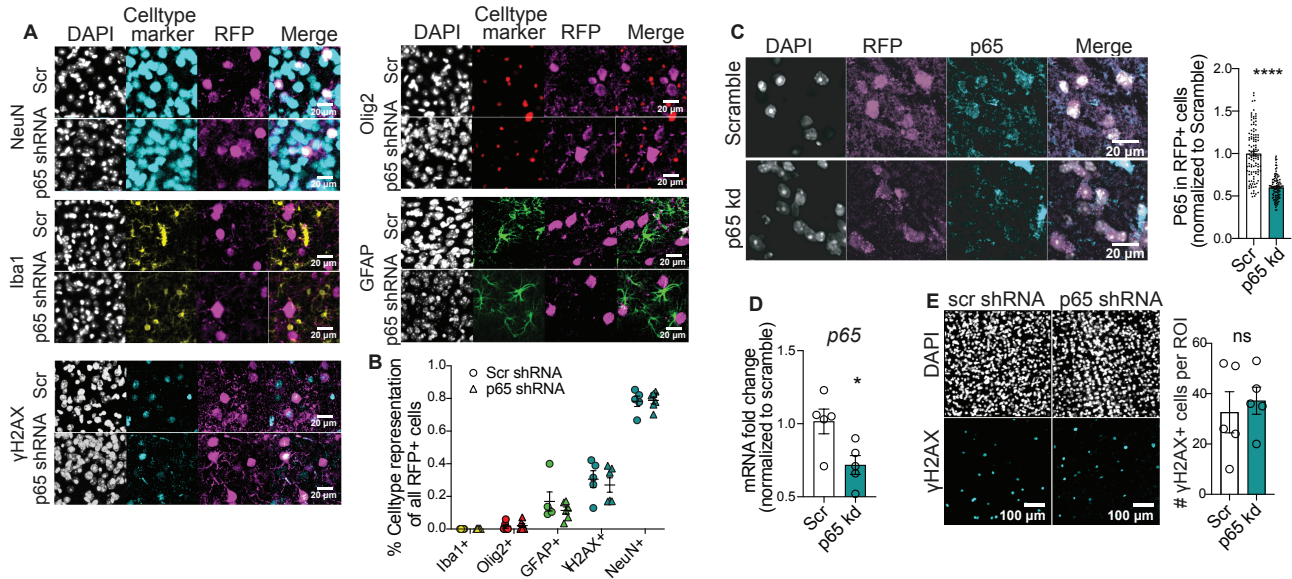 A
DAPI
Celltype
marker
RFP
Merge
NeuN
Scr
20 µm
p65 shRNA
20 µm
Iba1
Scr
20 µm
p65 shRNA
20 µm
γH2AX
Scr
20 µm
p65 shRNA
20 µm
DAPI
Celltype
marker
RFP
Merge
Olig2
Scr
20 µm
p65 shRNA
20 µm
GFAP
Scr
20 µm
p65 shRNA
20 µm
B
Scr shRNA
p65 shRNA
% Celltype representation
of all RFP+ cells
0.8
0.6
0.4
0.2
0.0
Iba1+
Olig2+
GFAP+
γH2AX+
NeuN+
C
DAPI
RFP
p65
Merge
Scramble
20 µm
p65 kd
20 µm
P65 in RFP+ cells
(normalized to Scramble)
2.0
1.5
1.0
0.5
0.0
****
Scr
p65 kd
D
p65
mRNA fold change
(normalized to scramble)
1.5
1.0
0.5
*
Scr
p65 kd
E
scr shRNA
p65 shRNA
DAPI
γH2AX
100 µm
100 µm
# γH2AX+ cells per ROI
60
40
20
0
ns
Scr
p65 kd